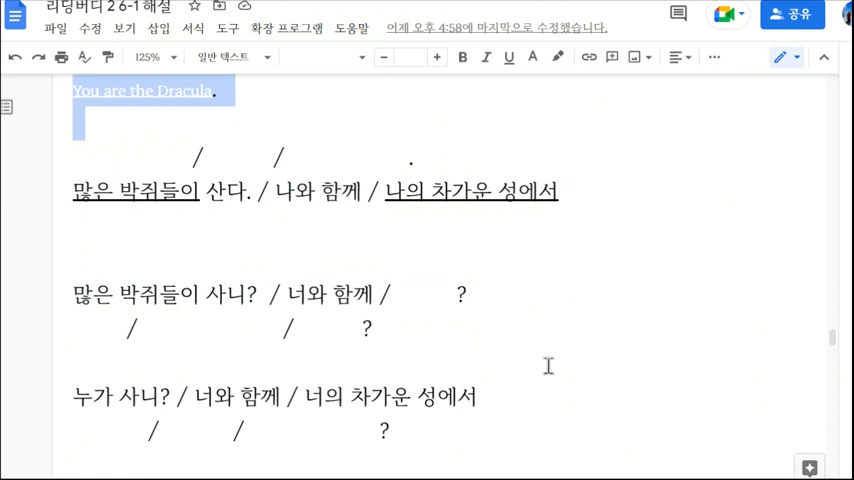 리딩버디 2 6-1 해설
파일 수정 보기 삽입 서식 도구 확장 프로그램 도움말 어제 오후 4:58에 마지막으로 수정했습니다.
공유
125% 일반 텍스트 − + B I U A
You are the Dracula.
/ / .
많은 박쥐들이 산다. / 나와 함께 / 나의 차가운 성에서
많은 박쥐들이 사니? / 너와 함께 / ?
/ / ?
누가 사니? / 너와 함께 / 너의 차가운 성에서
/ / ?